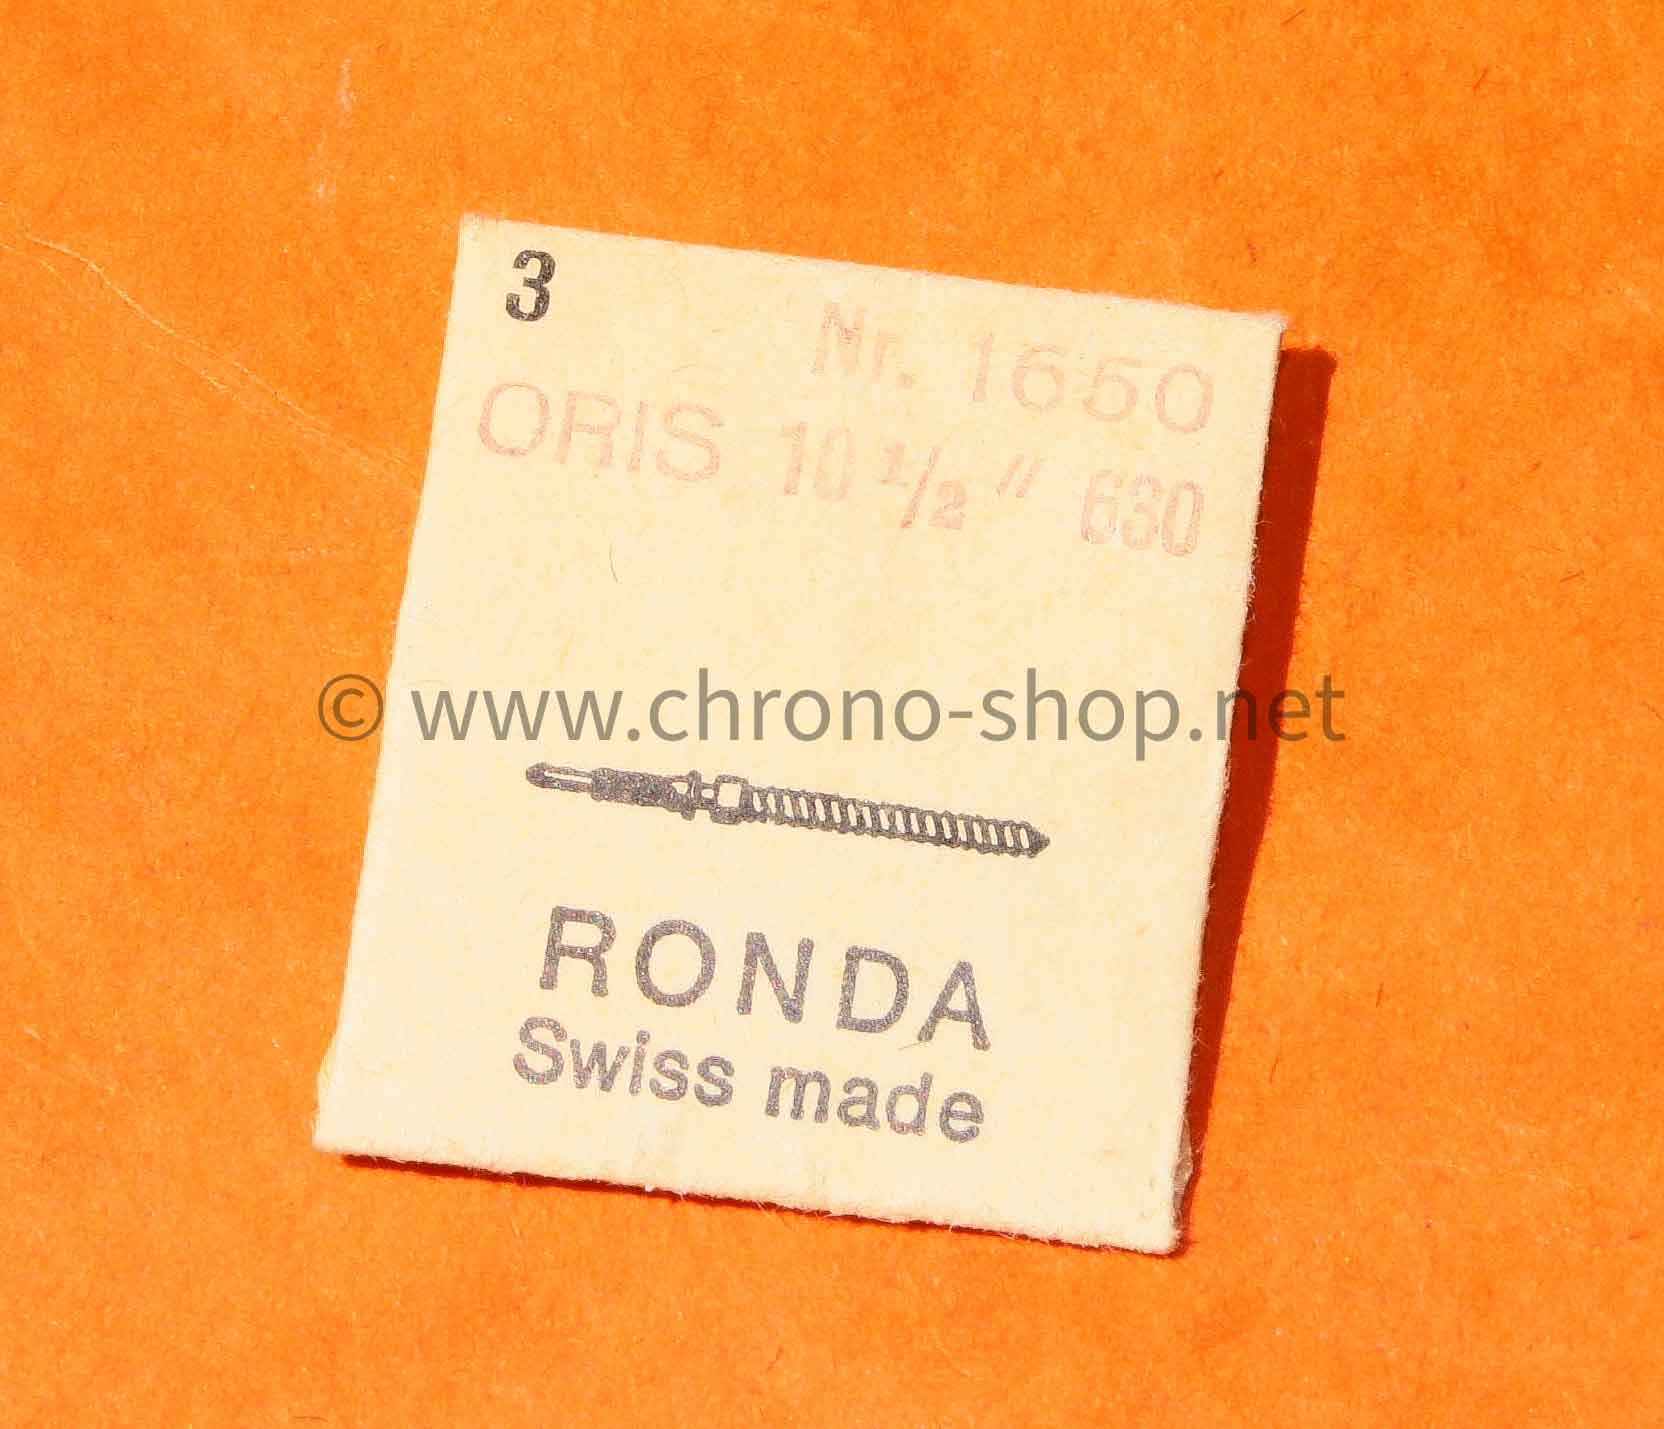 3
Nr. 1650
ORIS 10 1/2 " 630
© www.chrono-shop.net
RONDA
Swiss made